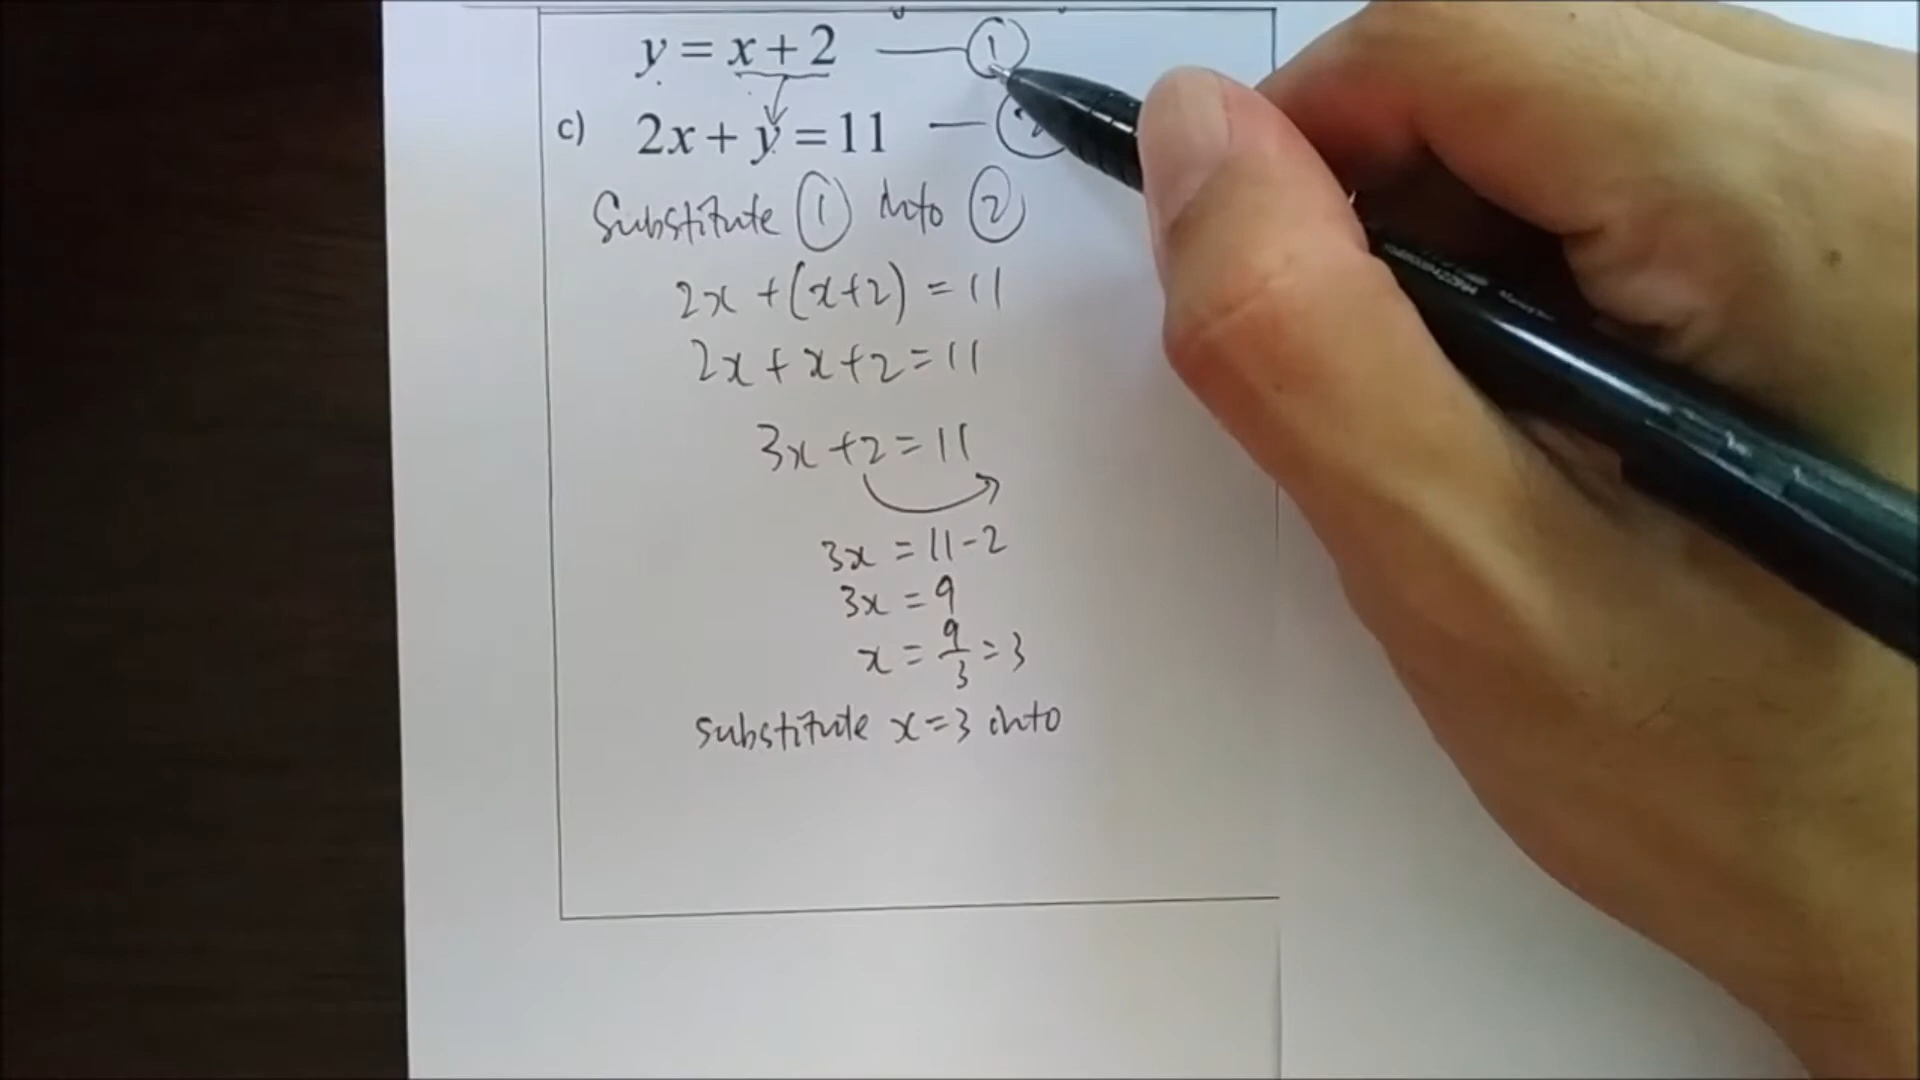 y = x + 2 — ①
c) 2x + y = 11 — ②
Substitute ① into ②
2x + (x+2) = 11
2x + x + 2 = 11
3x + 2 = 11
3x = 11 - 2
3x = 9
x = 9/3 = 3
substitute x = 3 into